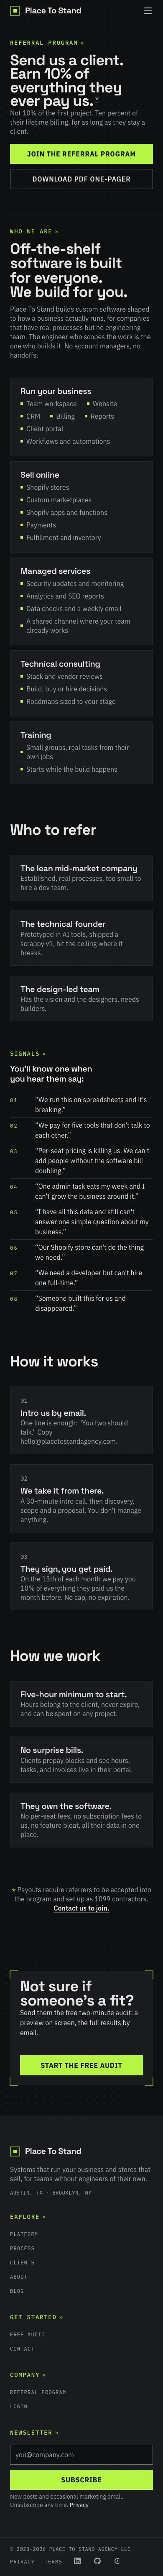 Place To Stand
REFERRAL PROGRAM
Send us a client.
Earn 10% of
everything they
ever pay us.*
Not 10% of the first project. Ten percent of
their lifetime billing, for as long as they stay a
client.
JOIN THE REFERRAL PROGRAM
DOWNLOAD PDF ONE-PAGER
WHO WE ARE
Off-the-shelf
software is built
for everyone.
We build for you.
Place To Stand builds custom software shaped
to how a business actually runs, for companies
that have real processes but no engineering
team. The engineer who scopes the work is the
one who builds it. No account managers, no
handoffs.
Run your business
Team workspace Website
CRM Billing Reports
Client portal
Workflows and automations
Sell online
Shopify stores
Custom marketplaces
Shopify apps and functions
Payments
Fulfillment and inventory
Managed services
Security updates and monitoring
Analytics and SEO reports
Data checks and a weekly email
A shared channel where your team
already works
Technical consulting
Stack and vendor reviews
Build, buy or hire decisions
Roadmaps sized to your stage
Training
Small groups, real tasks from their
own jobs
Starts while the build happens
Who to refer
The lean mid-market company
Established, real processes, too small to
hire a dev team.
The technical founder
Prototyped in AI tools, shipped a
scrappy v1, hit the ceiling where it
breaks.
The design-led team
Has the vision and the designers, needs
builders.
SIGNALS
You'll know one when
you hear them say:
01 "We run this on spreadsheets and it's
breaking."
02 "We pay for five tools that don't talk to
each other."
03 "Per-seat pricing is killing us. We can't
add people without the software bill
doubling."
04 "One admin task eats my week and I
can't grow the business around it."
05 "I have all this data and still can't
answer one simple question about my
business."
06 "Our Shopify store can't do the thing
we need."
07 "We need a developer but can't hire
one full-time."
08 "Someone built this for us and
disappeared."
How it works
01
Intro us by email.
One line is enough: "You two should
talk." Copy
hello@placetostandagency.com.
02
We take it from there.
A 30-minute intro call, then discovery,
scope and a proposal. You don't manage
anything.
03
They sign, you get paid.
On the 15th of each month we pay you
10% of everything they paid us the
month before. No cap, no expiration.
How we work
Five-hour minimum to start.
Hours belong to the client, never expire,
and can be spent on any project.
No surprise bills.
Clients prepay blocks and see hours,
tasks, and invoices live in their portal.
They own the software.
No per-seat fees, no subscription fees to
us, no feature bloat, all their data in one
place.
* Payouts require referrers to be accepted into
the program and set up as 1099 contractors.
Contact us to join.
Not sure if
someone's a fit?
Send them the free two-minute audit: a
preview on screen, the full results by
email.
START THE FREE AUDIT
Place To Stand
Systems that run your business and stores that
sell, for teams without engineers of their own.
AUSTIN, TX · BROOKLYN, NY
EXPLORE
PLATFORM
PROCESS
CLIENTS
ABOUT
BLOG
GET STARTED
FREE AUDIT
CONTACT
COMPANY
REFERRAL PROGRAM
LOGIN
NEWSLETTER
you@company.com
SUBSCRIBE
New posts and occasional marketing email.
Unsubscribe any time. Privacy
© 2023-2026 PLACE TO STAND AGENCY LLC
PRIVACY TERMS